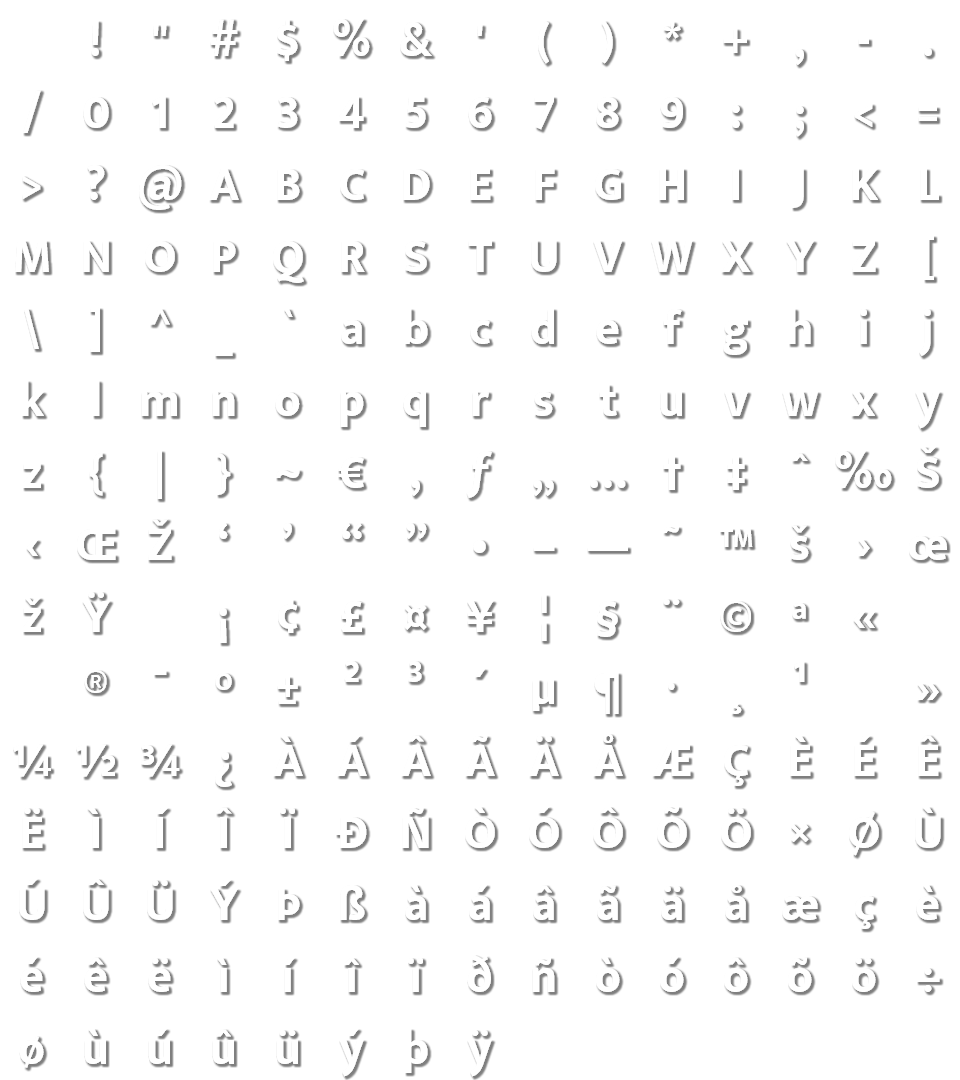 ! " # $ % & ' ( ) * + , - .
/ 0 1 2 3 4 5 6 7 8 9 : ; < =
> ? @ A B C D E F G H I J K L
M N O P Q R S T U V W X Y Z [
\ ] ^ _ ` a b c d e f g h i j
k l m n o p q r s t u v w x y
z { | } ~ € ‚ ƒ „ … † ‡ ˆ ‰ Š
‹ Œ Ž ‘ ’ “ ” • – — ˜ ™ š › œ
ž Ÿ ¡ ¢ £ ¤ ¥ ¦ § ¨ © ª «
® ¯ º ± ² ³ ´ µ ¶ · ¸ ¹ »
¼ ½ ¾ ¿ À Á Â Ã Ä Å Æ Ç È É Ê
Ë Ì Í Î Ï Ð Ñ Ò Ó Ô Õ Ö × Ø Ù
Ú Û Ü Ý Þ ß à á â ã ä å æ ç è
é ê ë ì í î ï ð ñ ò ó ô õ ö ÷
ø ù ú û ü ý þ ÿ